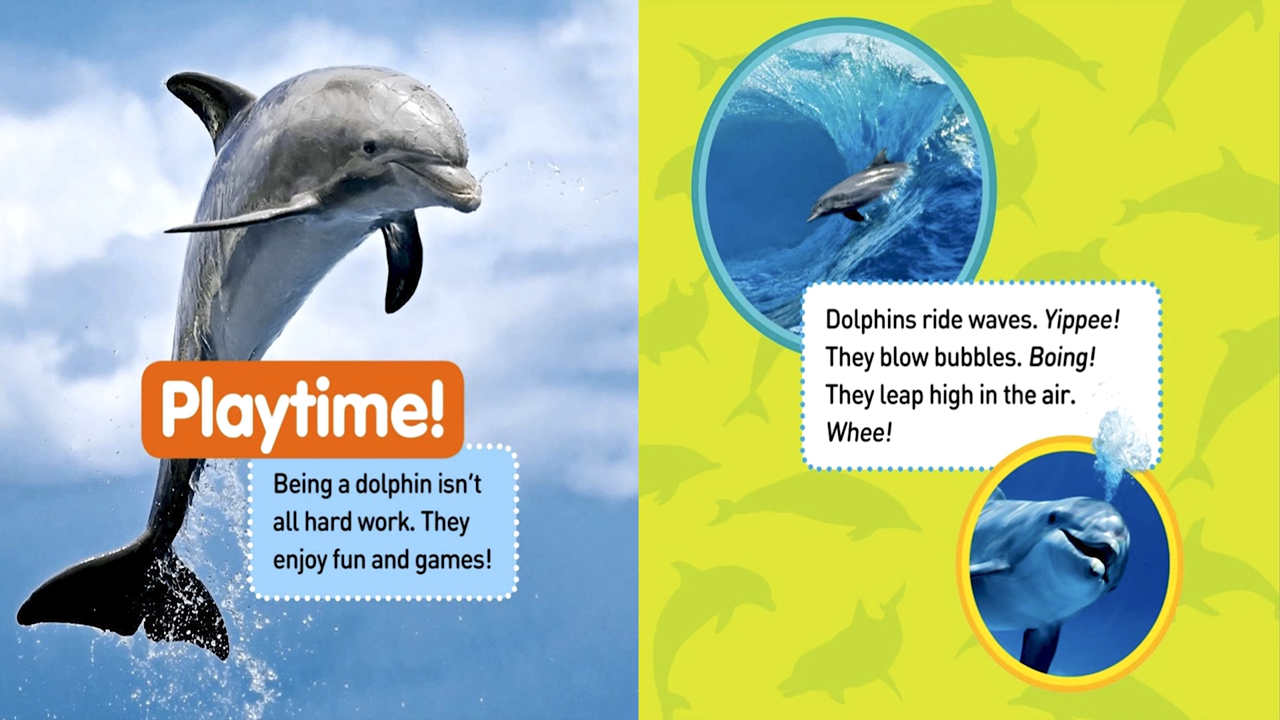 Playtime!
Being a dolphin isn't
all hard work. They
enjoy fun and games!
Dolphins ride waves. Yippee!
They blow bubbles. Boing!
They leap high in the air.
Whee!